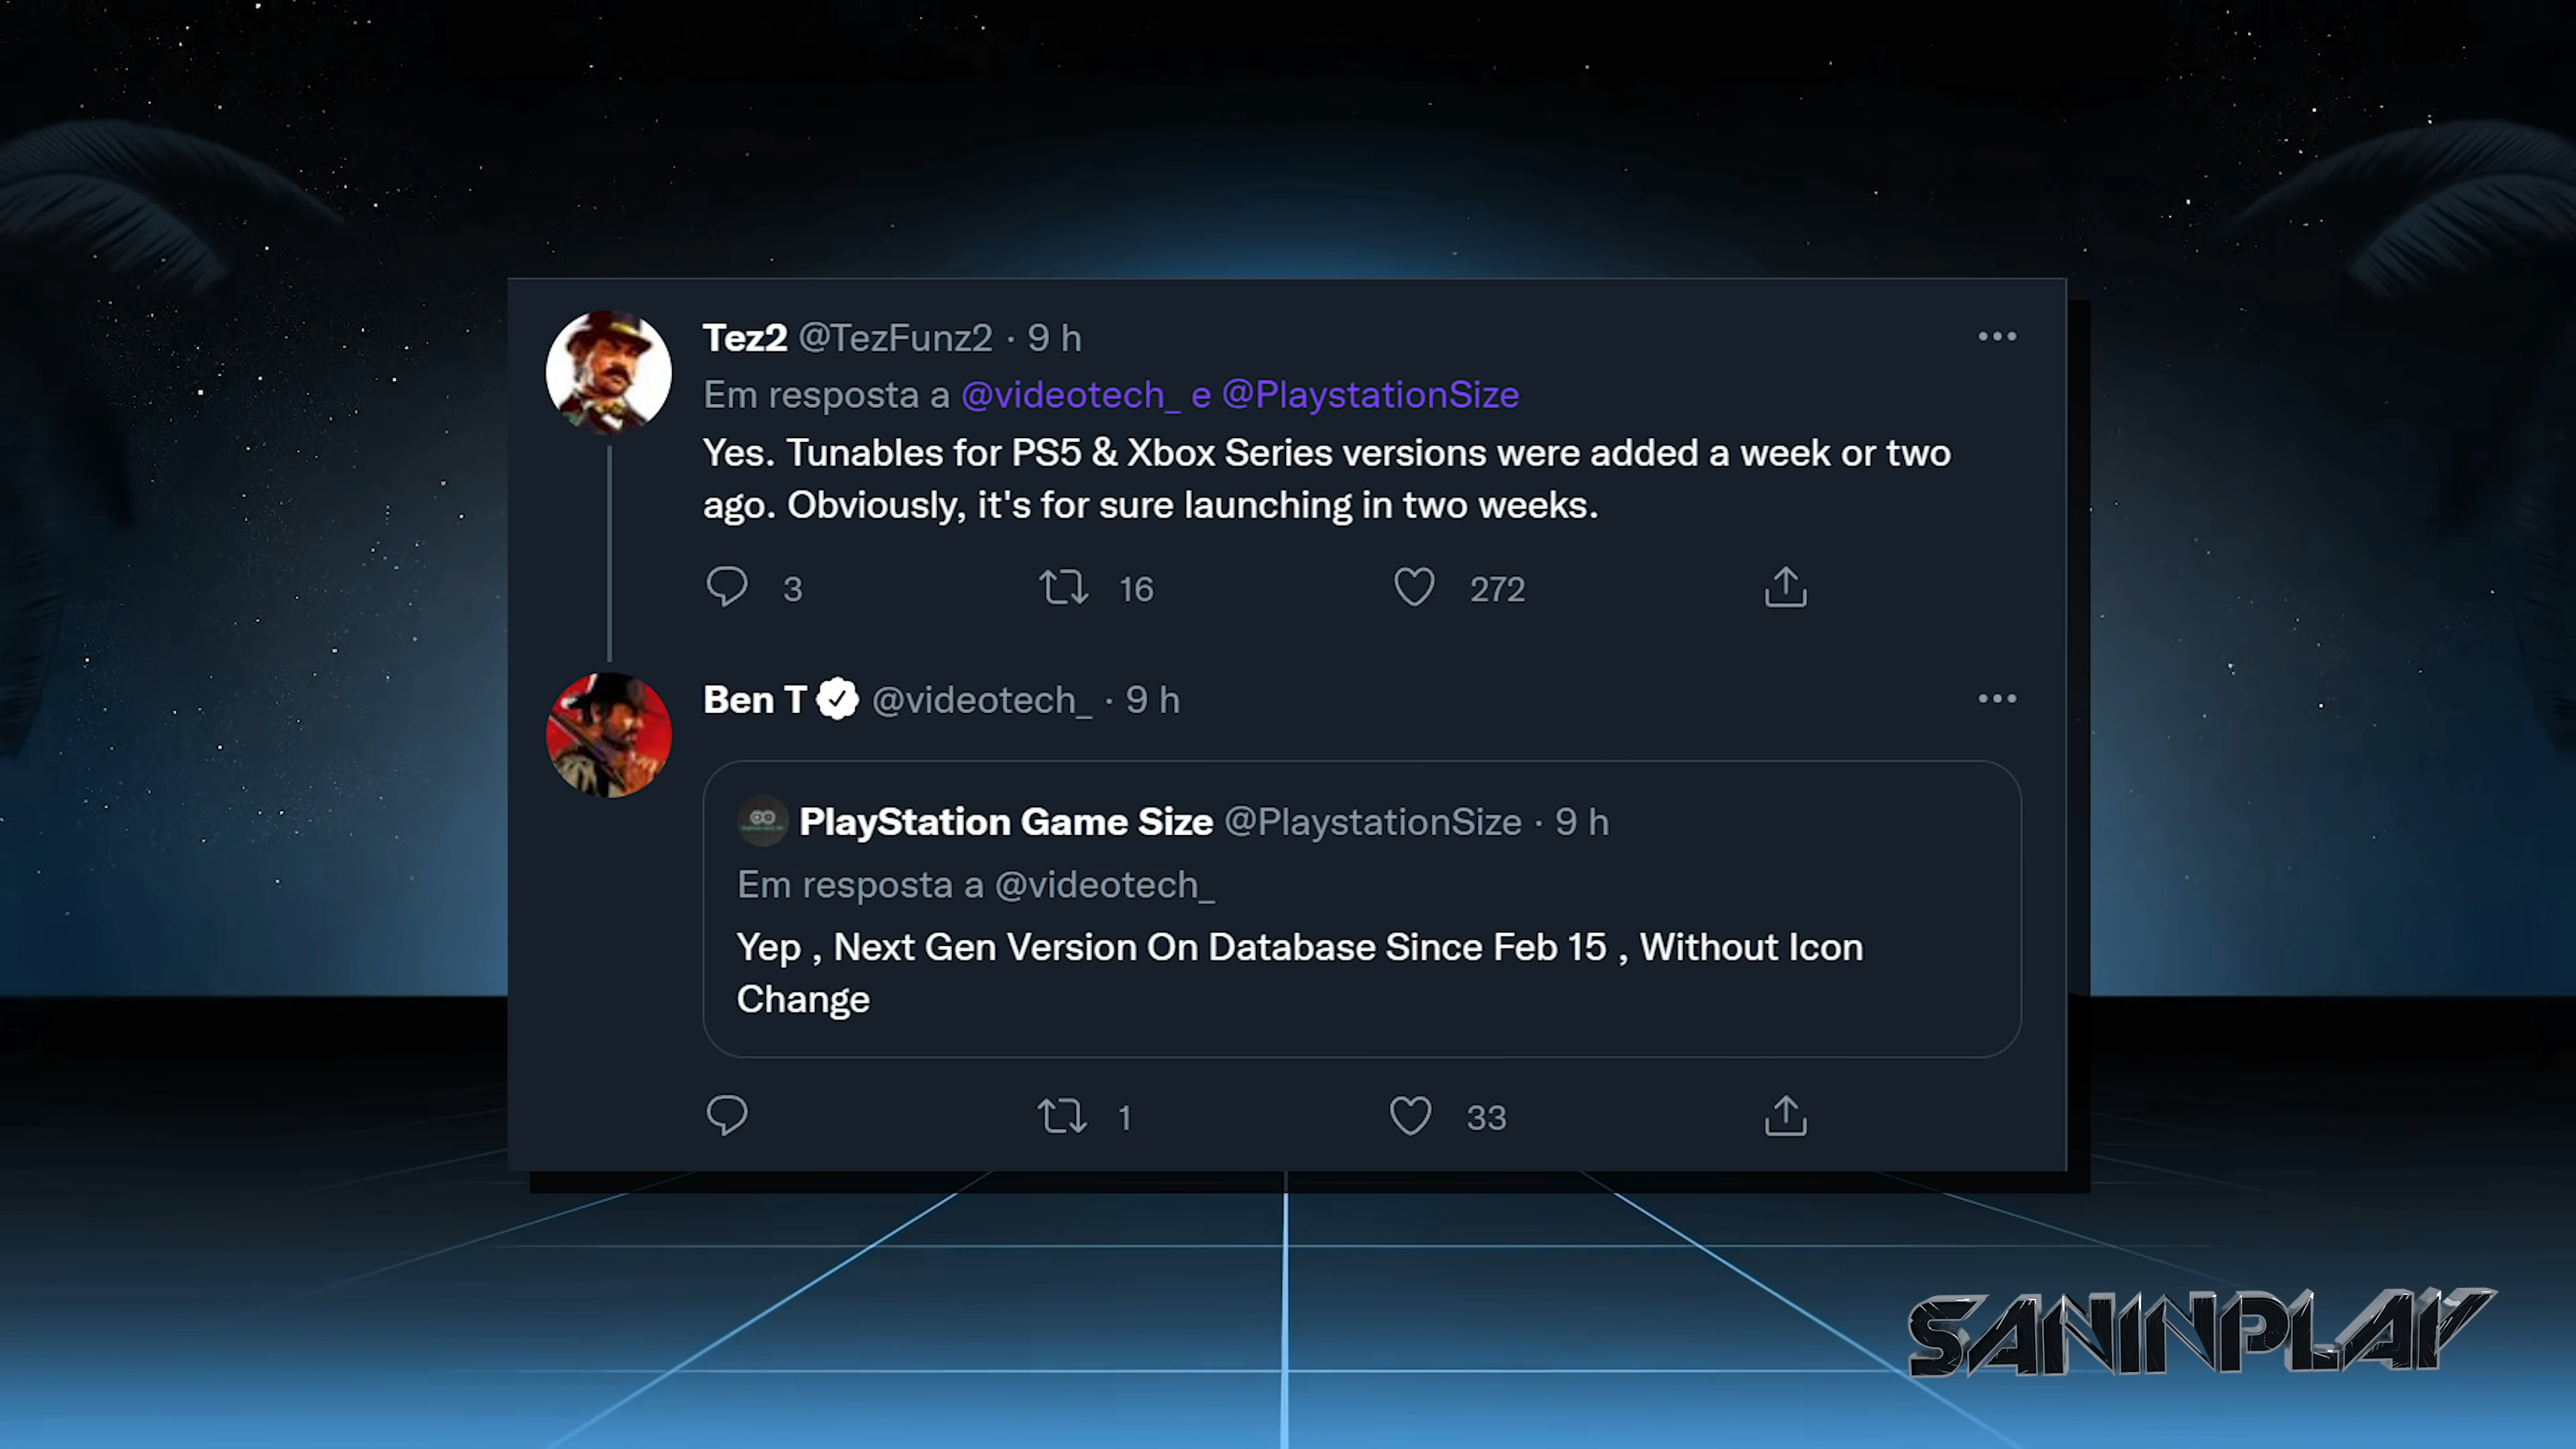 Tez2 @TezFunz2 · 9 h
Em resposta a @videotech_ e @PlaystationSize
Yes. Tunables for PS5 & Xbox Series versions were added a week or two
ago. Obviously, it's for sure launching in two weeks.
3 16 272
Ben T @videotech_ · 9 h
PlayStation Game Size @PlaystationSize · 9 h
Em resposta a @videotech_
Yep , Next Gen Version On Database Since Feb 15 , Without Icon
Change
1 33
SANINPLAY